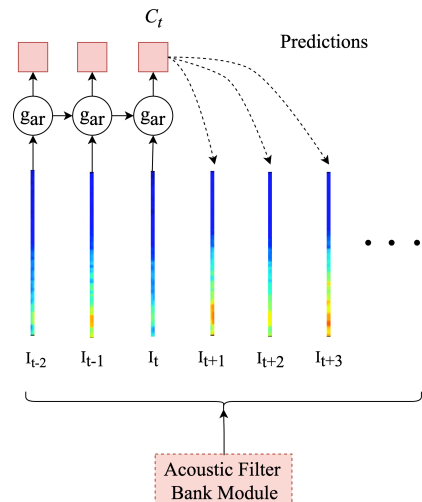 C_t
Predictions
g_ar g_ar g_ar
I_t-2 I_t-1 I_t I_t+1 I_t+2 I_t+3
Acoustic Filter
Bank Module